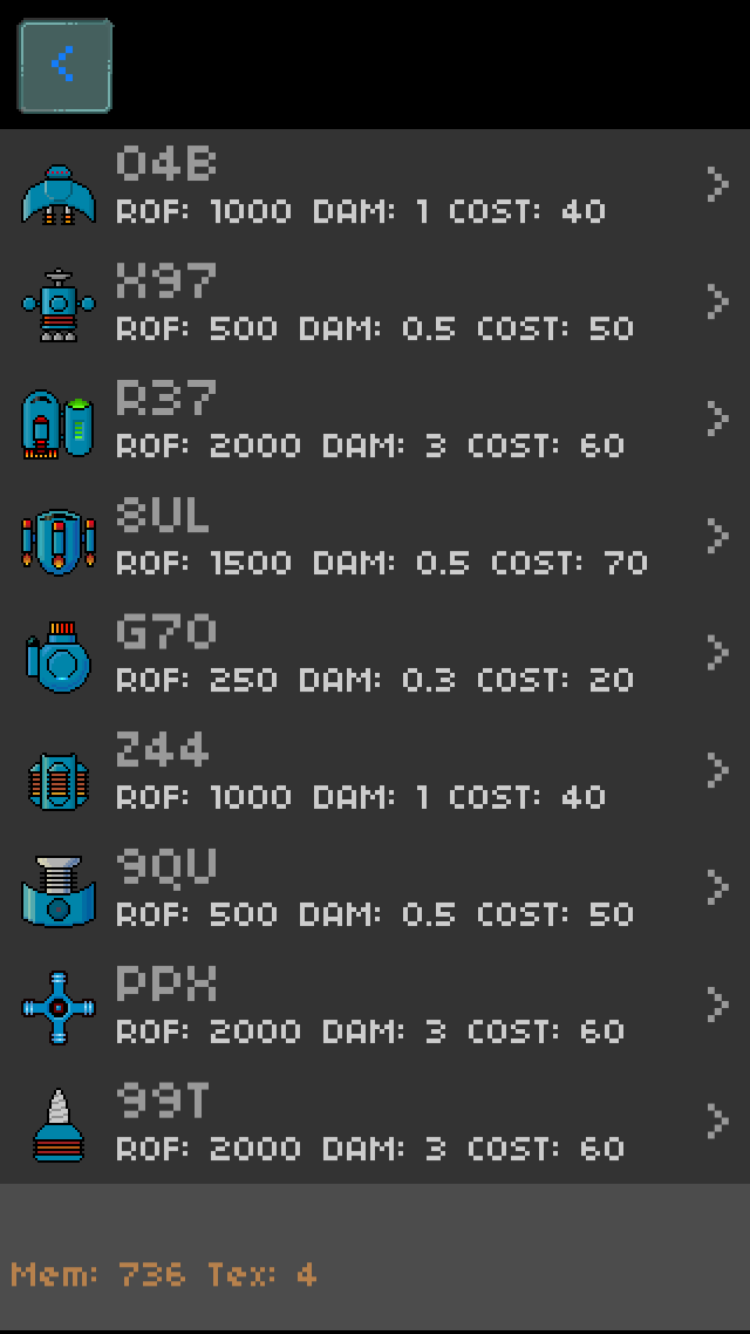 04B
ROF: 1000 DAM: 1 COST: 40
X97
ROF: 500 DAM: 0.5 COST: 50
R37
ROF: 2000 DAM: 3 COST: 60
8UL
ROF: 1500 DAM: 0.5 COST: 70
G70
ROF: 250 DAM: 0.3 COST: 20
Z44
ROF: 1000 DAM: 1 COST: 40
9QU
ROF: 500 DAM: 0.5 COST: 50
PPX
ROF: 2000 DAM: 3 COST: 60
99T
ROF: 2000 DAM: 3 COST: 60
Mem: 736 Tex: 4